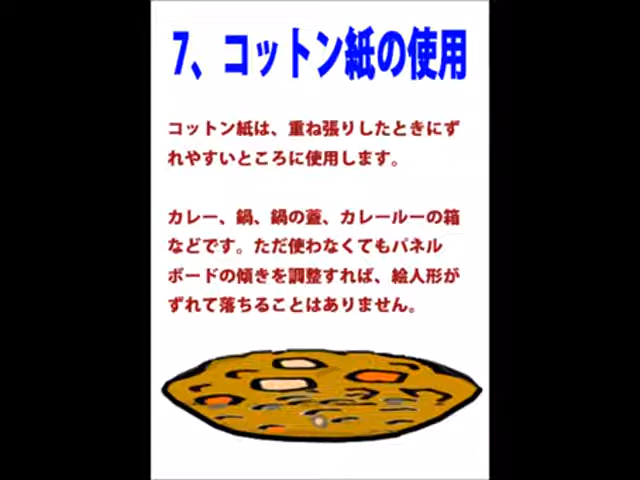 7、コットン紙の使用
コットン紙は、重ね張りしたときにず
れやすいところに使用します。
カレー、鍋、鍋の蓋、カレールーの箱
などです。ただ使わなくてもパネル
ボードの傾きを調整すれば、絵人形が
ずれて落ちることはありません。